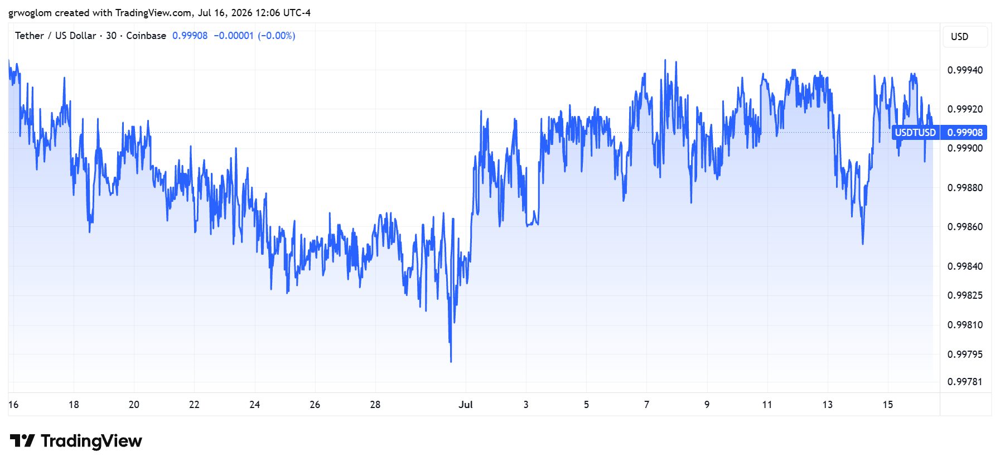 grwoglom created with TradingView.com, Jul 16, 2026 12:06 UTC-4
Tether / US Dollar · 30 · Coinbase 0.99908 −0.00001 (−0.00%)
USD
0.99940
0.99920
USDTUSD 0.99908
0.99900
0.99880
0.99860
0.99840
0.99825
0.99810
0.99795
0.99781
16 18 20 22 24 26 28 Jul 3 5 7 9 11 13 15
TradingView